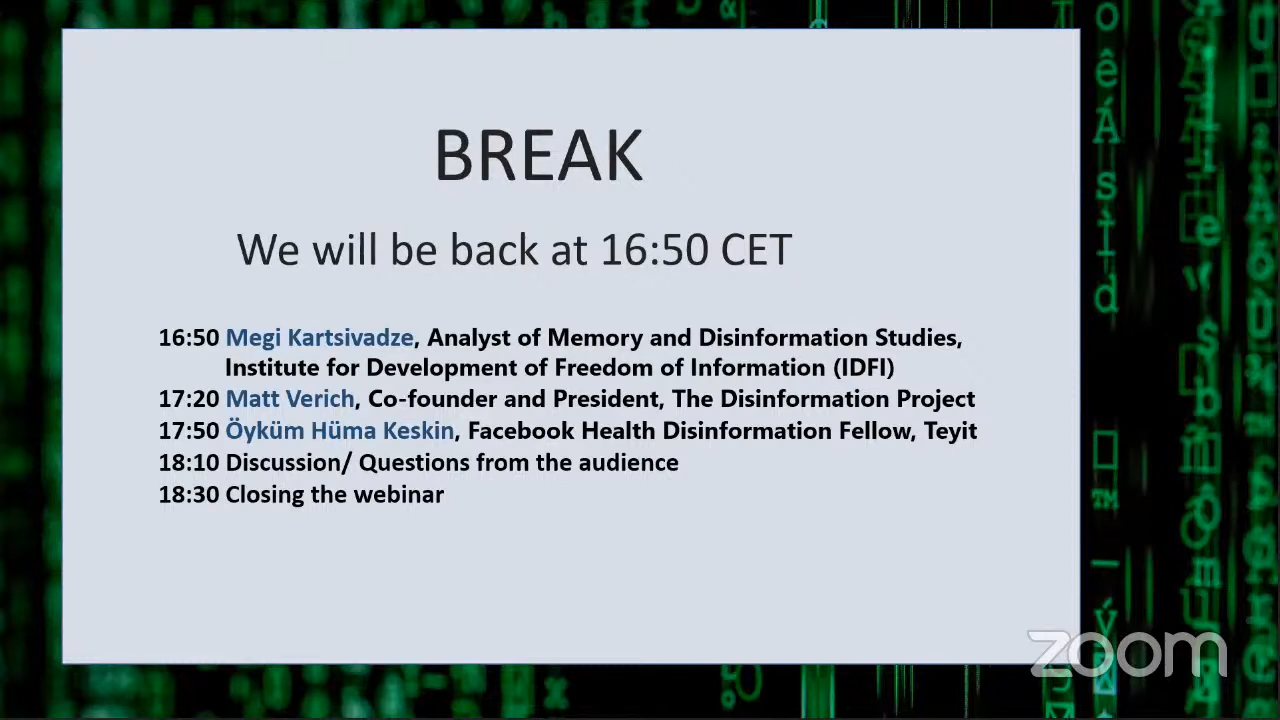 BREAK
We will be back at 16:50 CET
16:50 Megi Kartsivadze, Analyst of Memory and Disinformation Studies,
Institute for Development of Freedom of Information (IDFI)
17:20 Matt Verich, Co-founder and President, The Disinformation Project
17:50 Öyküm Hüma Keskin, Facebook Health Disinformation Fellow, Teyit
18:10 Discussion/ Questions from the audience
18:30 Closing the webinar
zoom